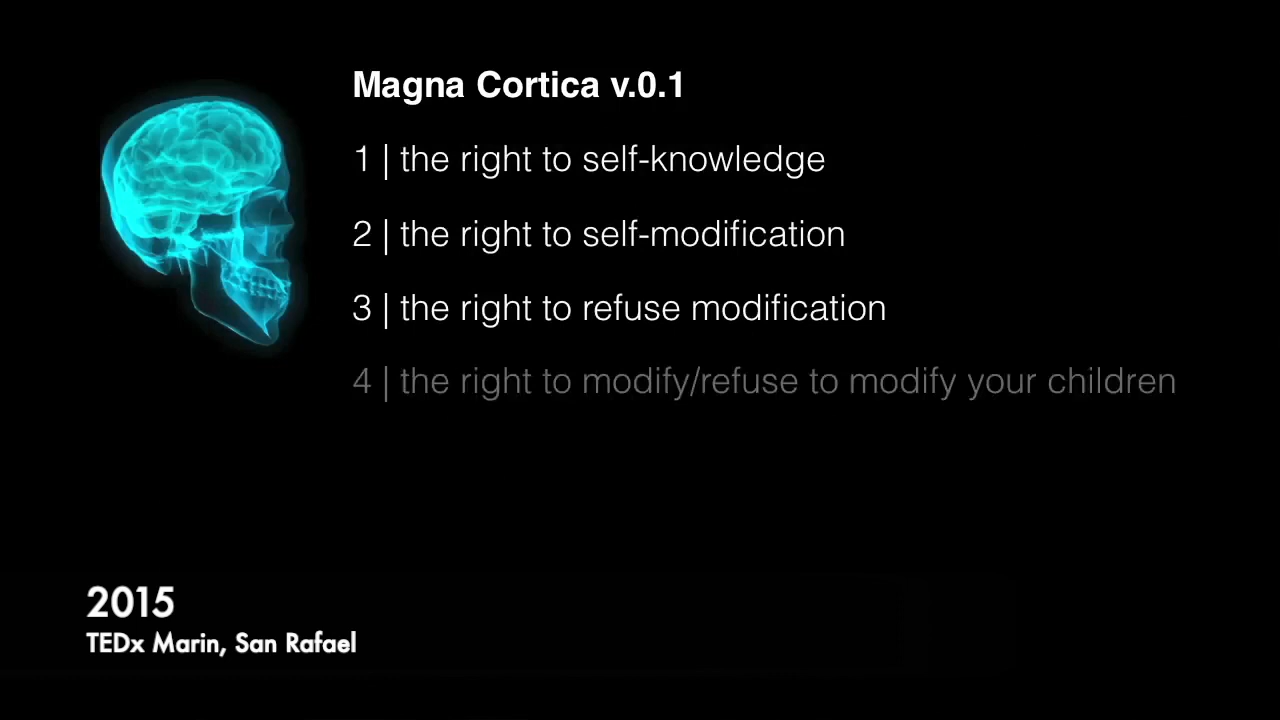 Magna Cortica v.0.1
1 | the right to self-knowledge
2 | the right to self-modification
3 | the right to refuse modification
4 | the right to modify/refuse to modify your children
2015
TEDx Marin, San Rafael